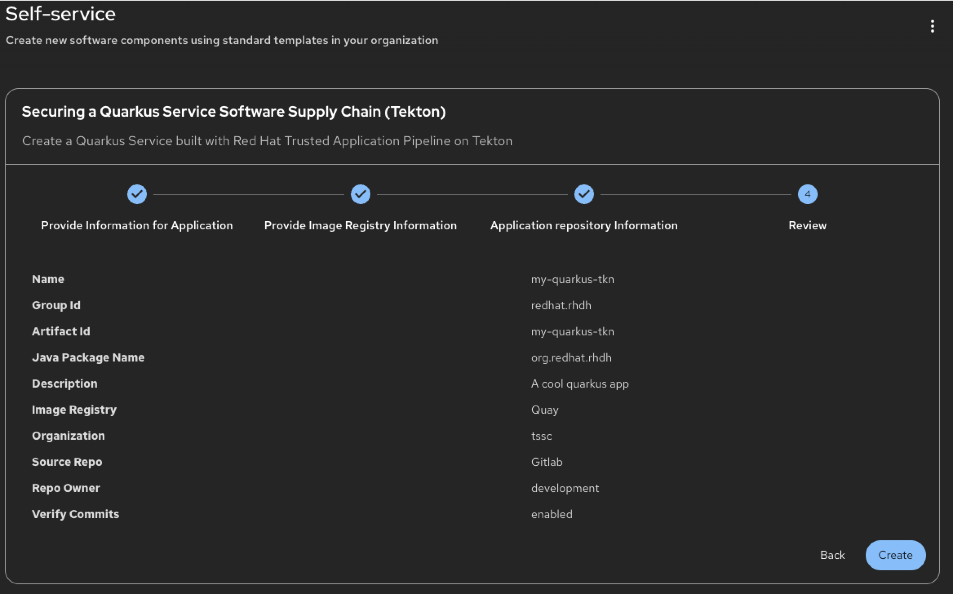 Self-service
Create new software components using standard templates in your organization
Securing a Quarkus Service Software Supply Chain (Tekton)
Create a Quarkus Service built with Red Hat Trusted Application Pipeline on Tekton
4
Provide Information for Application Provide Image Registry Information Application repository Information Review
Name my-quarkus-tkn
Group Id redhat.rhdh
Artifact Id my-quarkus-tkn
Java Package Name org.redhat.rhdh
Description A cool quarkus app
Image Registry Quay
Organization tssc
Source Repo Gitlab
Repo Owner development
Verify Commits enabled
Back Create